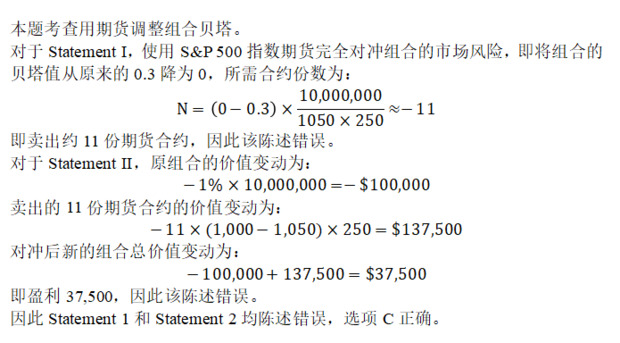 本题考查用期货调整组合贝塔。
对于 Statement I，使用 S&P 500 指数期货完全对冲组合的市场风险，即将组合的
贝塔值从原来的 0.3 降为 0，所需合约份数为：
N = (0 − 0.3) × 10,000,000 / 1050 × 250 ≈− 11
即卖出约 11 份期货合约，因此该陈述错误。
对于 Statement II，原组合的价值变动为：
− 1% × 10,000,000 =− $100,000
卖出的 11 份期货合约的价值变动为：
− 11 × (1,000 − 1,050) × 250 = $137,500
对冲后新的组合总价值变动为：
− 100,000 + 137,500 = $37,500
即盈利 37,500，因此该陈述错误。
因此 Statement 1 和 Statement 2 均陈述错误，选项 C 正确。